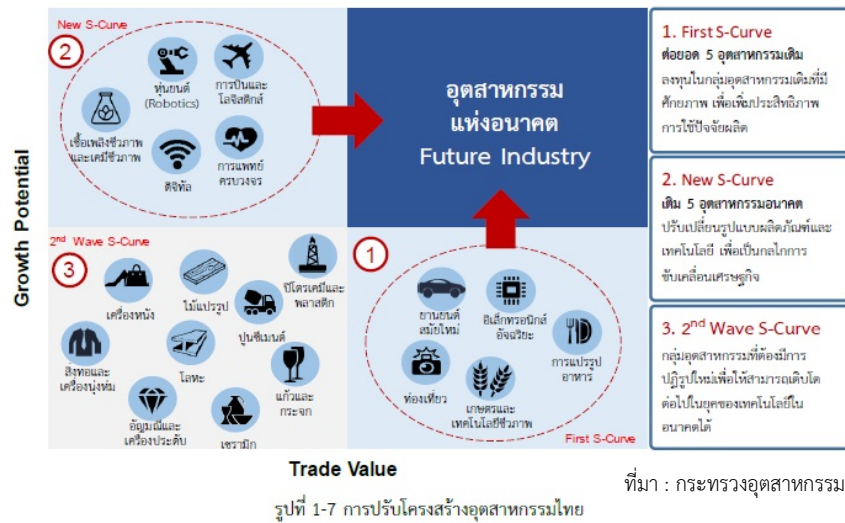 New S-Curve
2
หุ่นยนต์
(Robotics)
การบินและ
โลจิสติกส์
เชื้อเพลิงชีวภาพ
และเคมีชีวภาพ
ดิจิทัล
การแพทย์
ครบวงจร
อุตสาหกรรม
แห่งอนาคต
Future Industry
Growth Potential
2nd Wave S-Curve
3
เครื่องหนัง
ไม้แปรรูป
ปิโตรเคมีและ
พลาสติก
ปูนซีเมนต์
สิ่งทอและ
เครื่องนุ่งห่ม
โลหะ
แก้วและ
กระจก
อัญมณีและ
เครื่องประดับ
เซรามิก
1
ยานยนต์
สมัยใหม่
อิเล็กทรอนิกส์
อัจฉริยะ
การแปรรูป
อาหาร
ท่องเที่ยว
เกษตรและ
เทคโนโลยีชีวภาพ
First S-Curve
Trade Value
1. First S-Curve
ต่อยอด 5 อุตสาหกรรมเดิม
ลงทุนในกลุ่มอุตสาหกรรมเดิมที่มี
ศักยภาพ เพื่อเพิ่มประสิทธิภาพ
การใช้ปัจจัยผลิต
2. New S-Curve
เติม 5 อุตสาหกรรมอนาคต
ปรับเปลี่ยนรูปแบบผลิตภัณฑ์และ
เทคโนโลยี เพื่อเป็นกลไกการ
ขับเคลื่อนเศรษฐกิจ
3. 2nd Wave S-Curve
กลุ่มอุตสาหกรรมที่ต้องมีการ
ปฏิรูปใหม่เพื่อให้สามารถเติบโต
ต่อไปในยุคของเทคโนโลยีใน
อนาคตได้
ที่มา : กระทรวงอุตสาหกรรม
รูปที่ 1-7 การปรับโครงสร้างอุตสาหกรรมไทย